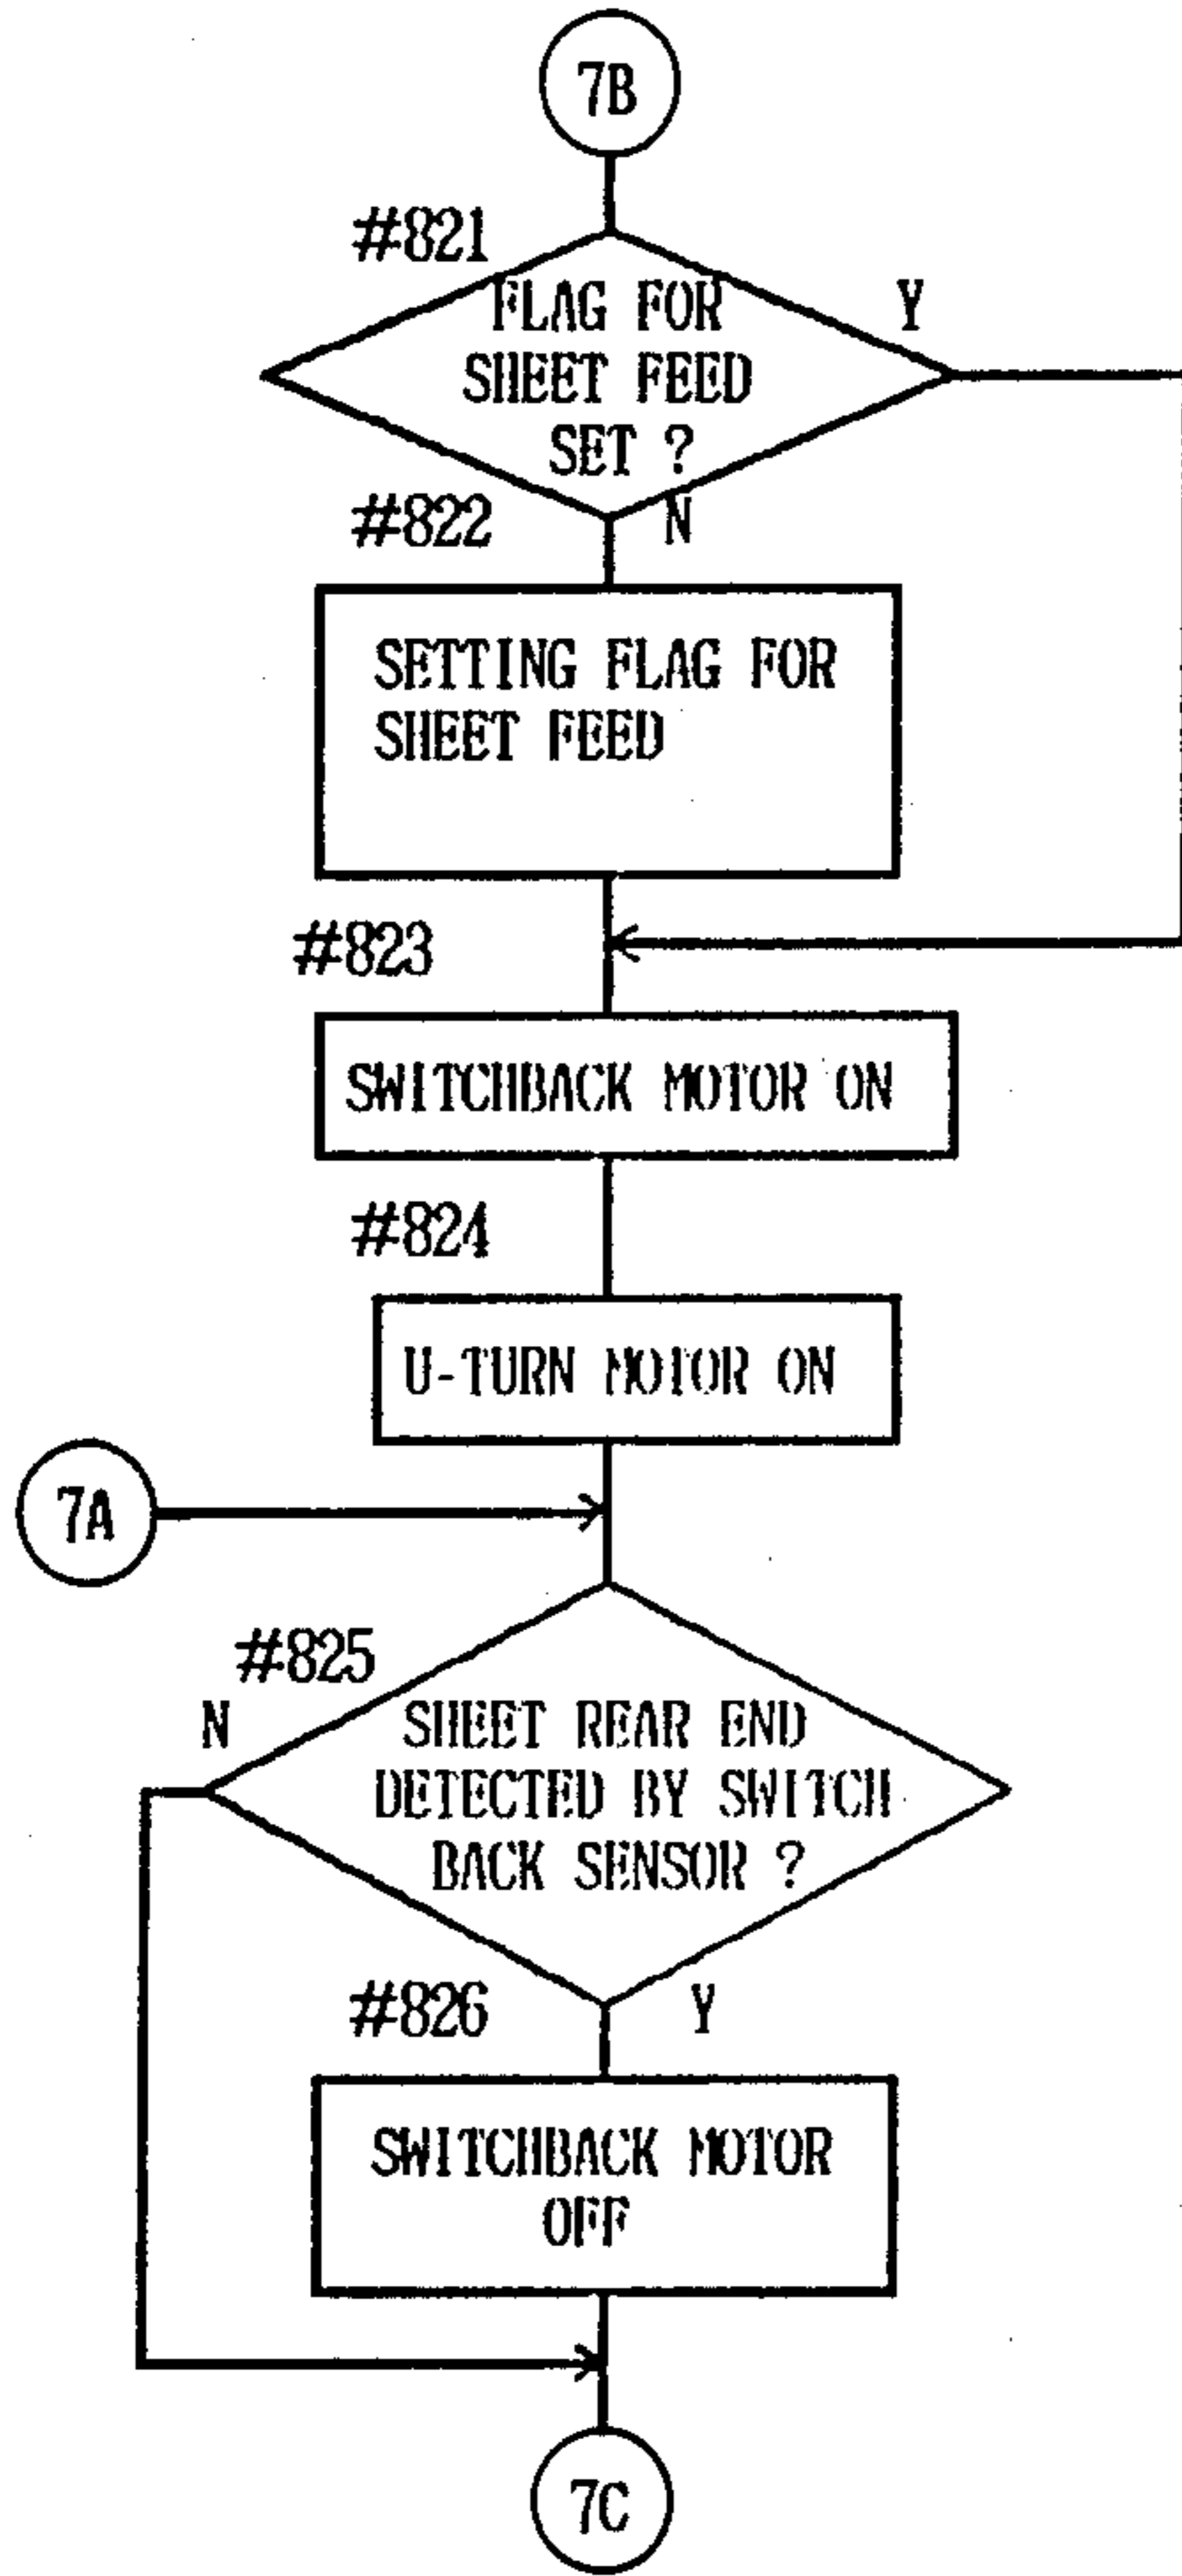 7B
#821
FLAG FOR
Y
SHEET FEED
SET ?
#822
N
SETTING FLAG FOR
SHEET FEED
#823
SWITCHBACK MOTOR ON
#824
U-TURN MOTOR ON
7A
#825
N
SHEET REAR END
DETECTED BY SWITCH
BACK SENSOR ?
#826
Y
SWITCHBACK MOTOR
OFF
7C